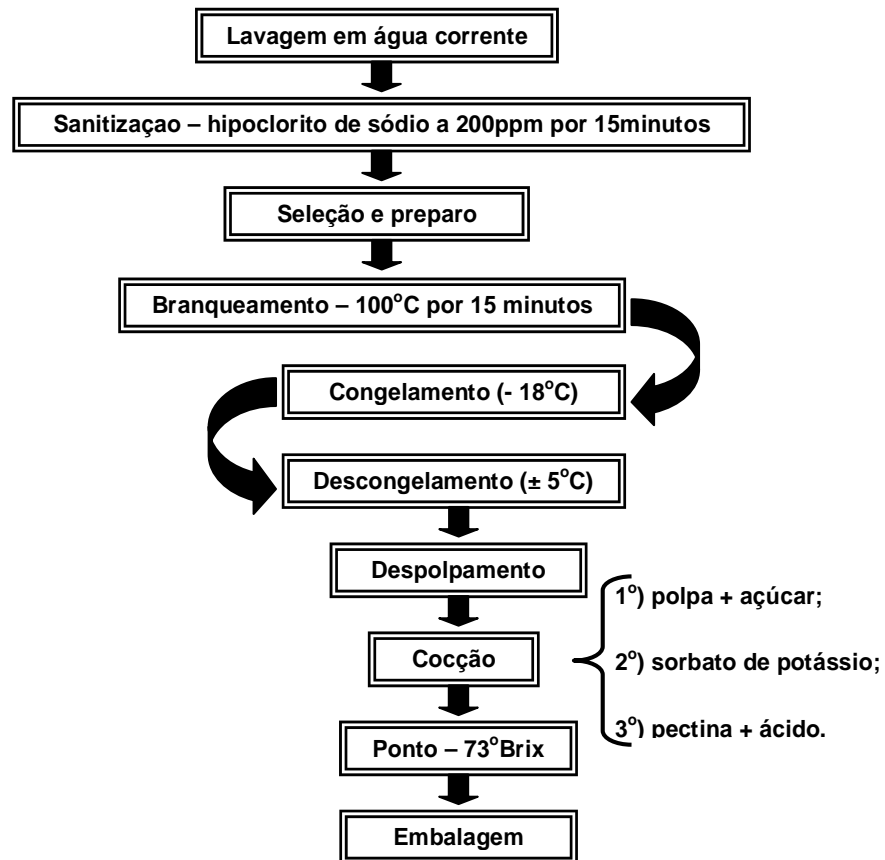 Lavagem em água corrente
Sanitizaçao – hipoclorito de sódio a 200ppm por 15minutos
Seleção e preparo
Branqueamento – 100°C por 15 minutos
Congelamento (- 18°C)
Descongelamento (± 5°C)
Despolpamento
1°) polpa + açúcar;
Cocção
2°) sorbato de potássio;
3°) pectina + ácido.
Ponto – 73°Brix
Embalagem